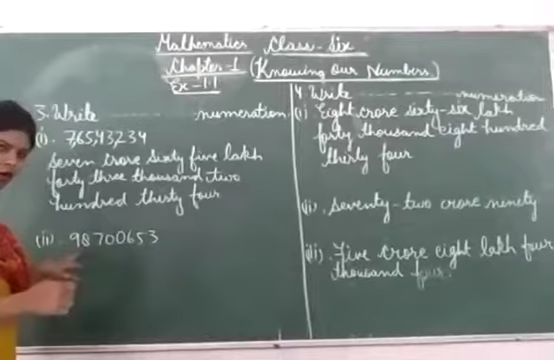 Mathematics Class-Six
Chapter-1 (Knowing Our Numbers)
Ex-1.1
3. Write ........ numeration
(i). 7,65,43,234
Seven crore sixty five lakh
forty three thousand two
hundred thirty four
(ii). 98700653
4. Write ........ numeration
(i) Eight crore sixty-six lakh
forty thousand eight hundred
thirty four
(ii). Seventy-two crore ninety
(iii). Five crore eight lakh four
thousand four.